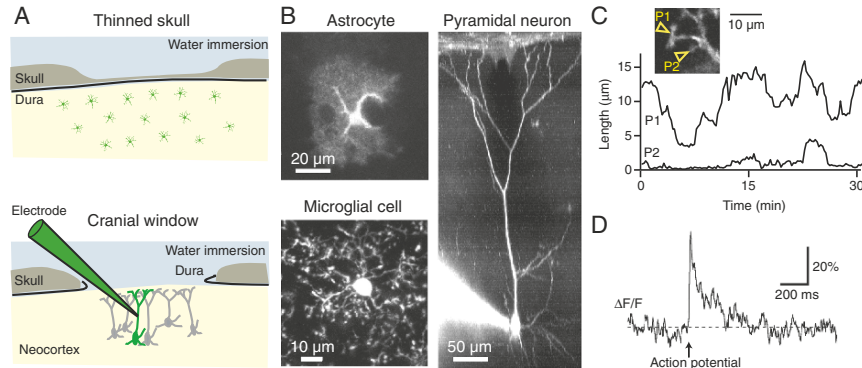 A
Thinned skull
Water immersion
Skull
Dura
Electrode
Cranial window
Water immersion
Dura
Skull
Neocortex
B
Astrocyte
20 µm
Microglial cell
10 µm
Pyramidal neuron
50 µm
C
P1
P2
10 µm
Length (µm)
15
10
5
0
P1
P2
0
15
30
Time (min)
D
20%
200 ms
ΔF/F
Action potential